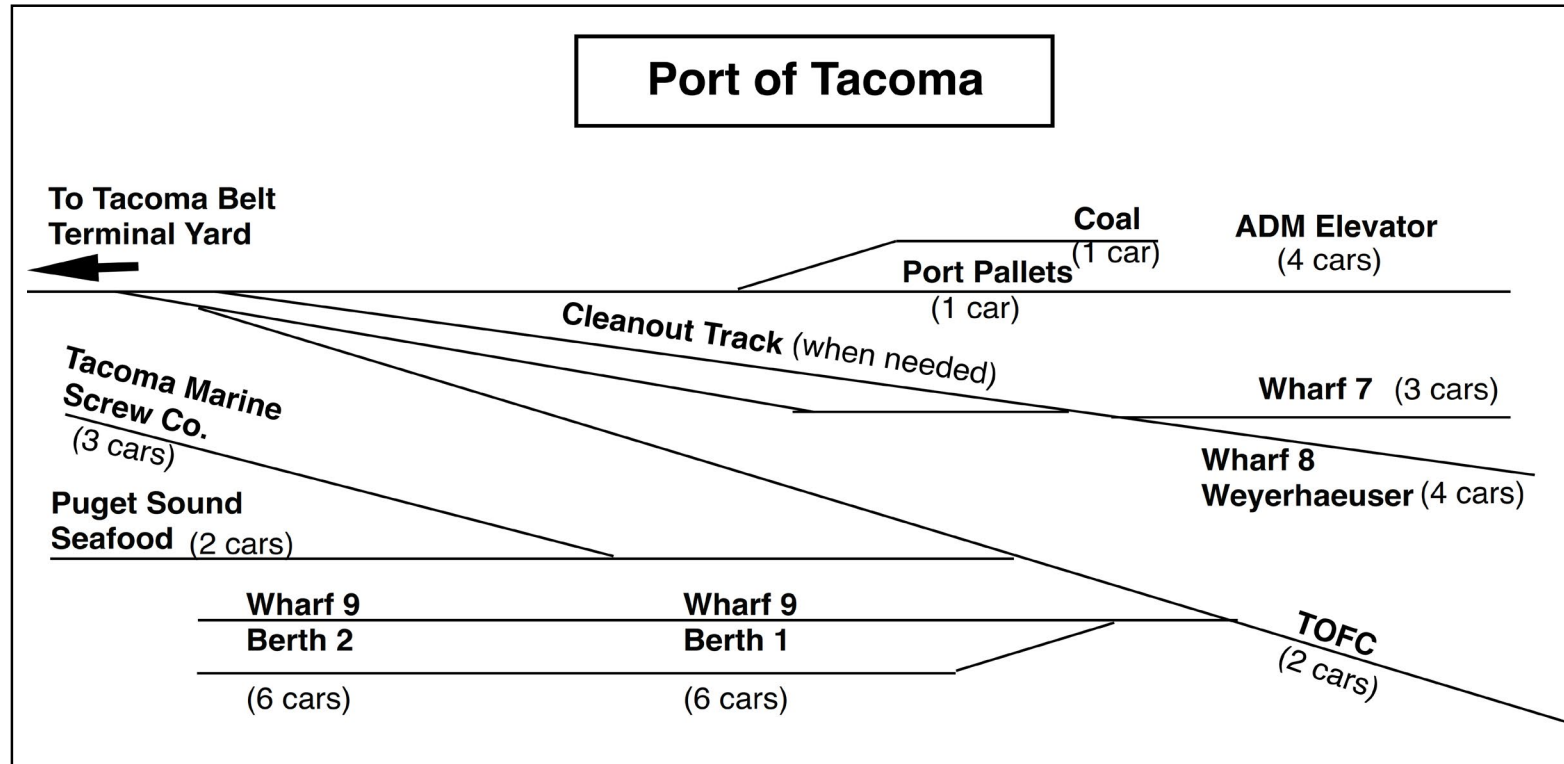 Port of Tacoma
To Tacoma Belt
Terminal Yard
Coal
(1 car)
ADM Elevator
(4 cars)
Port Pallets
(1 car)
Cleanout Track (when needed)
Tacoma Marine
Screw Co.
(3 cars)
Wharf 7 (3 cars)
Wharf 8
Weyerhaeuser (4 cars)
Puget Sound
Seafood (2 cars)
Wharf 9
Berth 2
(6 cars)
Wharf 9
Berth 1
(6 cars)
TOFC
(2 cars)